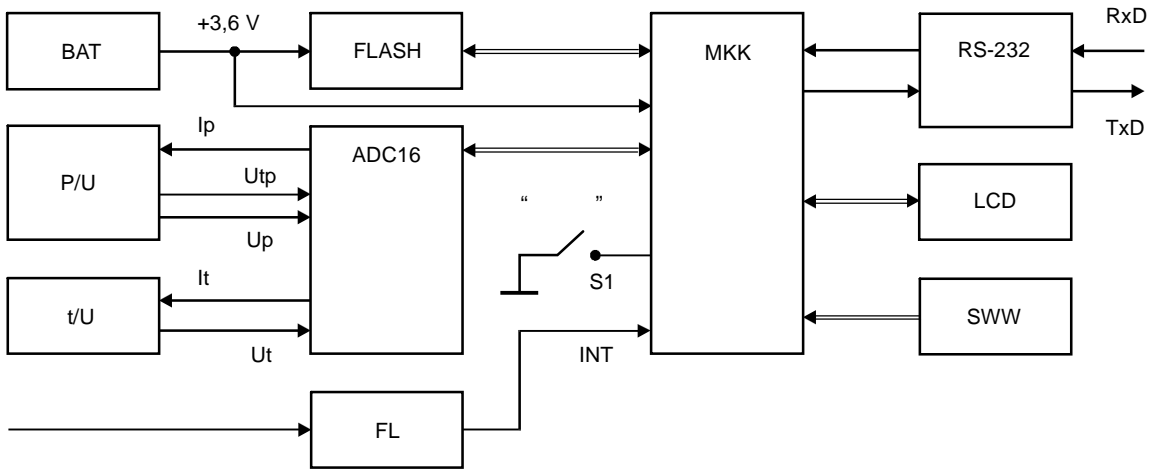 +3,6 V
RxD
BAT
FLASH
MKK
RS-232
Ip
TxD
ADC16
Utp
P/U
“ ”
LCD
Up
It
S1
t/U
SWW
Ut
INT
FL